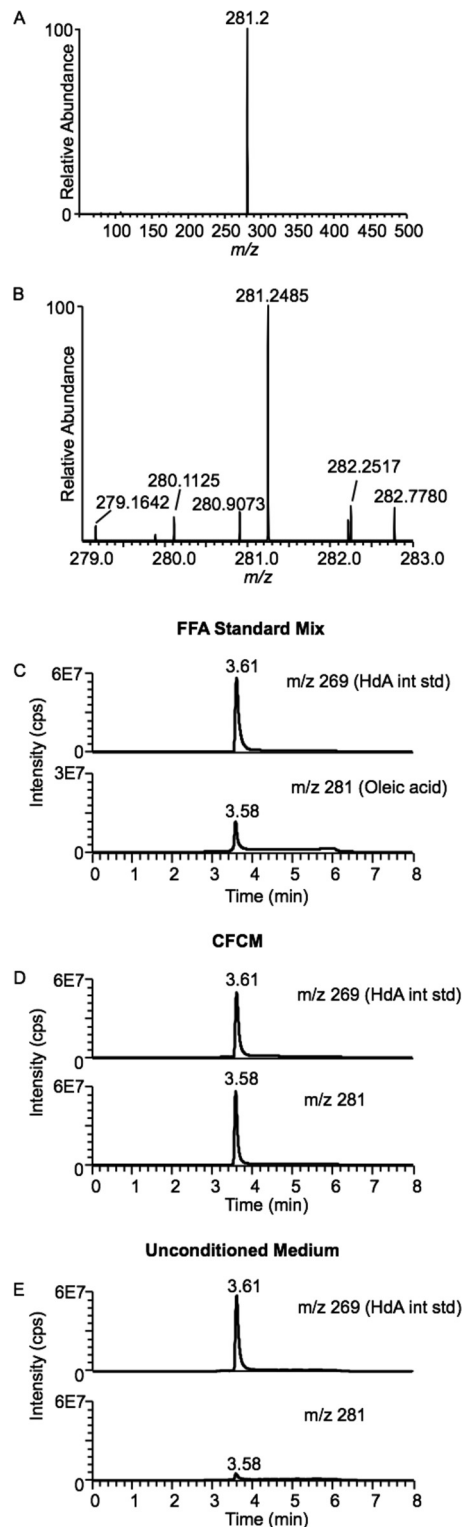 A
281.2
100
Relative Abundance
0
100 150 200 250 300 350 400 450 500
m/z
B
281.2485
100
Relative Abundance
280.1125
282.2517
279.1642
280.9073
282.7780
279.0 280.0 281.0 282.0 283.0
m/z
FFA Standard Mix
C
6E7
3.61
m/z 269 (HdA int std)
0
Intensity (cps)
3E7
m/z 281 (Oleic acid)
3.58
0
0 1 2 3 4 5 6 7 8
Time (min)
CFCM
D
6E7
3.61
m/z 269 (HdA int std)
0
Intensity (cps)
6E7
3.58
m/z 281
0
0 1 2 3 4 5 6 7 8
Time (min)
Unconditioned Medium
E
6E7
3.61
m/z 269 (HdA int std)
0
Intensity (cps)
6E7
m/z 281
3.58
0
0 1 2 3 4 5 6 7 8
Time (min)